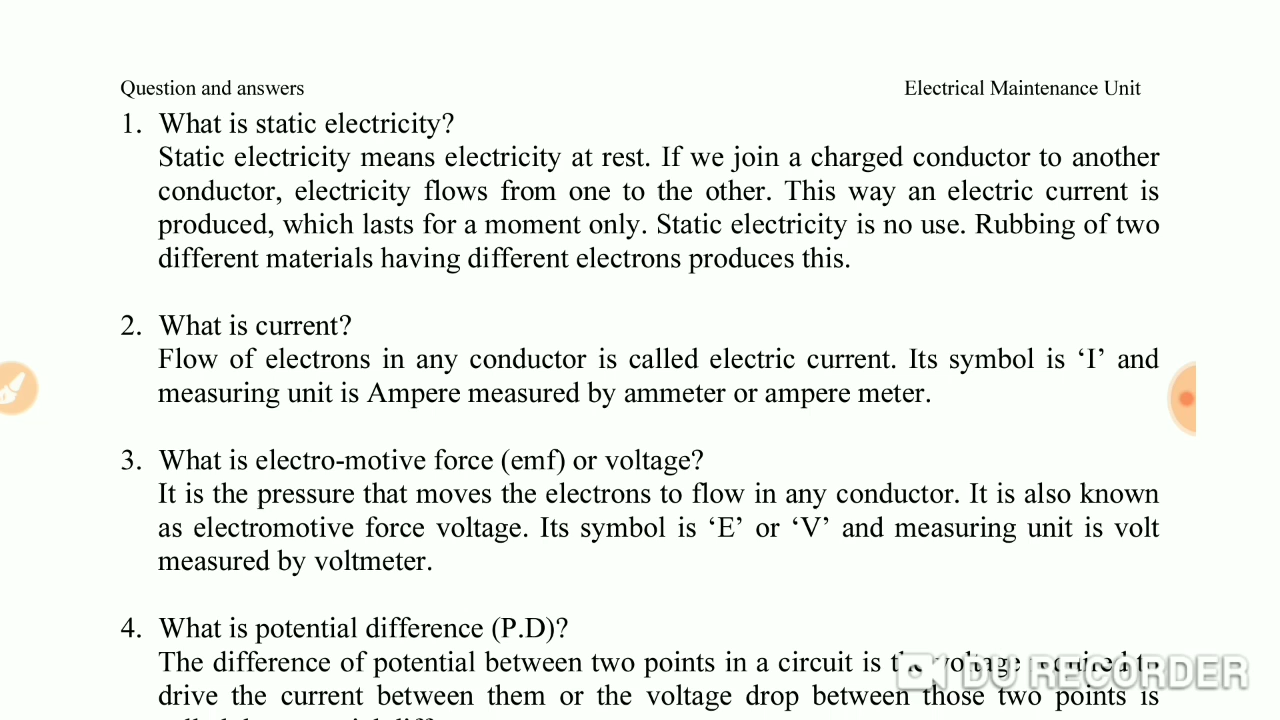 Question and answers Electrical Maintenance Unit
1. What is static electricity?
Static electricity means electricity at rest. If we join a charged conductor to another
conductor, electricity flows from one to the other. This way an electric current is
produced, which lasts for a moment only. Static electricity is no use. Rubbing of two
different materials having different electrons produces this.
2. What is current?
Flow of electrons in any conductor is called electric current. Its symbol is ‘I’ and
measuring unit is Ampere measured by ammeter or ampere meter.
3. What is electro-motive force (emf) or voltage?
It is the pressure that moves the electrons to flow in any conductor. It is also known
as electromotive force voltage. Its symbol is ‘E’ or ‘V’ and measuring unit is volt
measured by voltmeter.
4. What is potential difference (P.D)?
The difference of potential between two points in a circuit is the voltage required to
DU RECORDER
drive the current between them or the voltage drop between those two points is